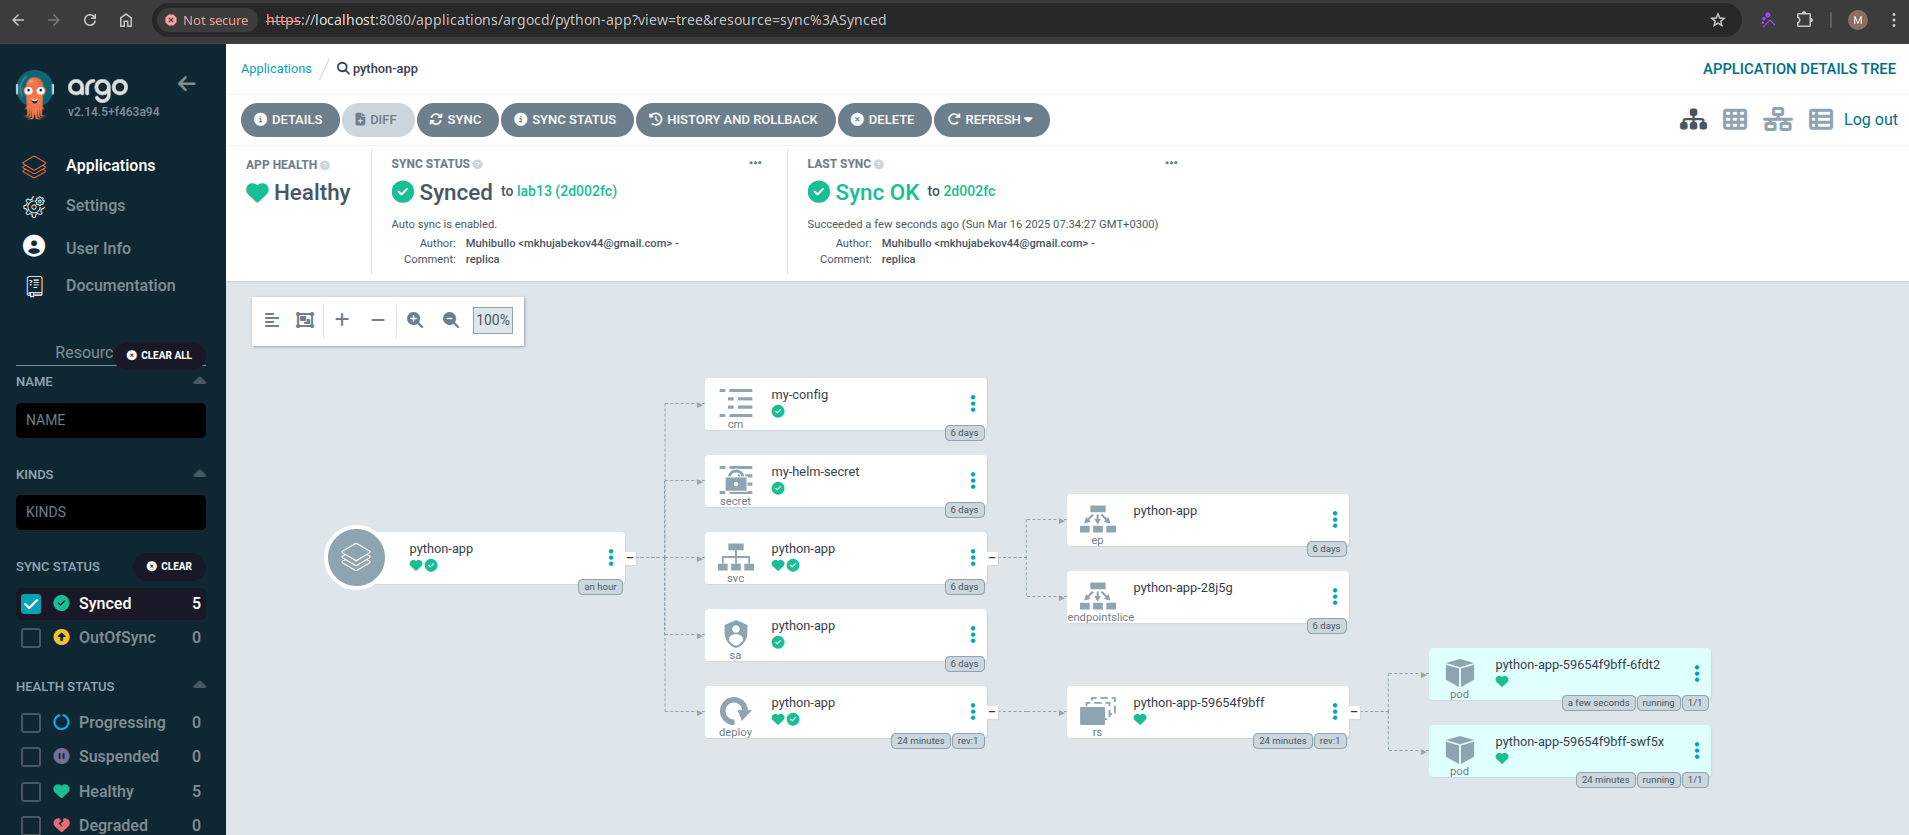 Not secure
https://localhost:8080/applications/argocd/python-app?view=tree&resource=sync%3ASynced
M
argo
v2.14.5+f463a94
Applications
Settings
User Info
Documentation
Resourc
CLEAR ALL
NAME
NAME
KINDS
KINDS
SYNC STATUS
CLEAR
Synced 5
OutOfSync 0
HEALTH STATUS
Progressing 0
Suspended 0
Healthy 5
Degraded 0
Applications / python-app
APPLICATION DETAILS TREE
DETAILS
DIFF
SYNC
SYNC STATUS
HISTORY AND ROLLBACK
DELETE
REFRESH
Log out
APP HEALTH
Healthy
SYNC STATUS
Synced to lab13 (2d002fc)
Auto sync is enabled.
Author: Muhibullo <mkhujabekov44@gmail.com> -
Comment: replica
LAST SYNC
Sync OK to 2d002fc
Succeeded a few seconds ago (Sun Mar 16 2025 07:34:27 GMT+0300)
Author: Muhibullo <mkhujabekov44@gmail.com> -
Comment: replica
100%
python-app
an hour
my-config
cm
6 days
my-helm-secret
secret
6 days
python-app
svc
6 days
python-app
sa
6 days
python-app
deploy
24 minutes
rev:1
python-app
ep
6 days
python-app-28j5g
endpointslice
6 days
python-app-59654f9bff
rs
24 minutes
rev:1
python-app-59654f9bff-6fdt2
pod
a few seconds
running
1/1
python-app-59654f9bff-swf5x
pod
24 minutes
running
1/1